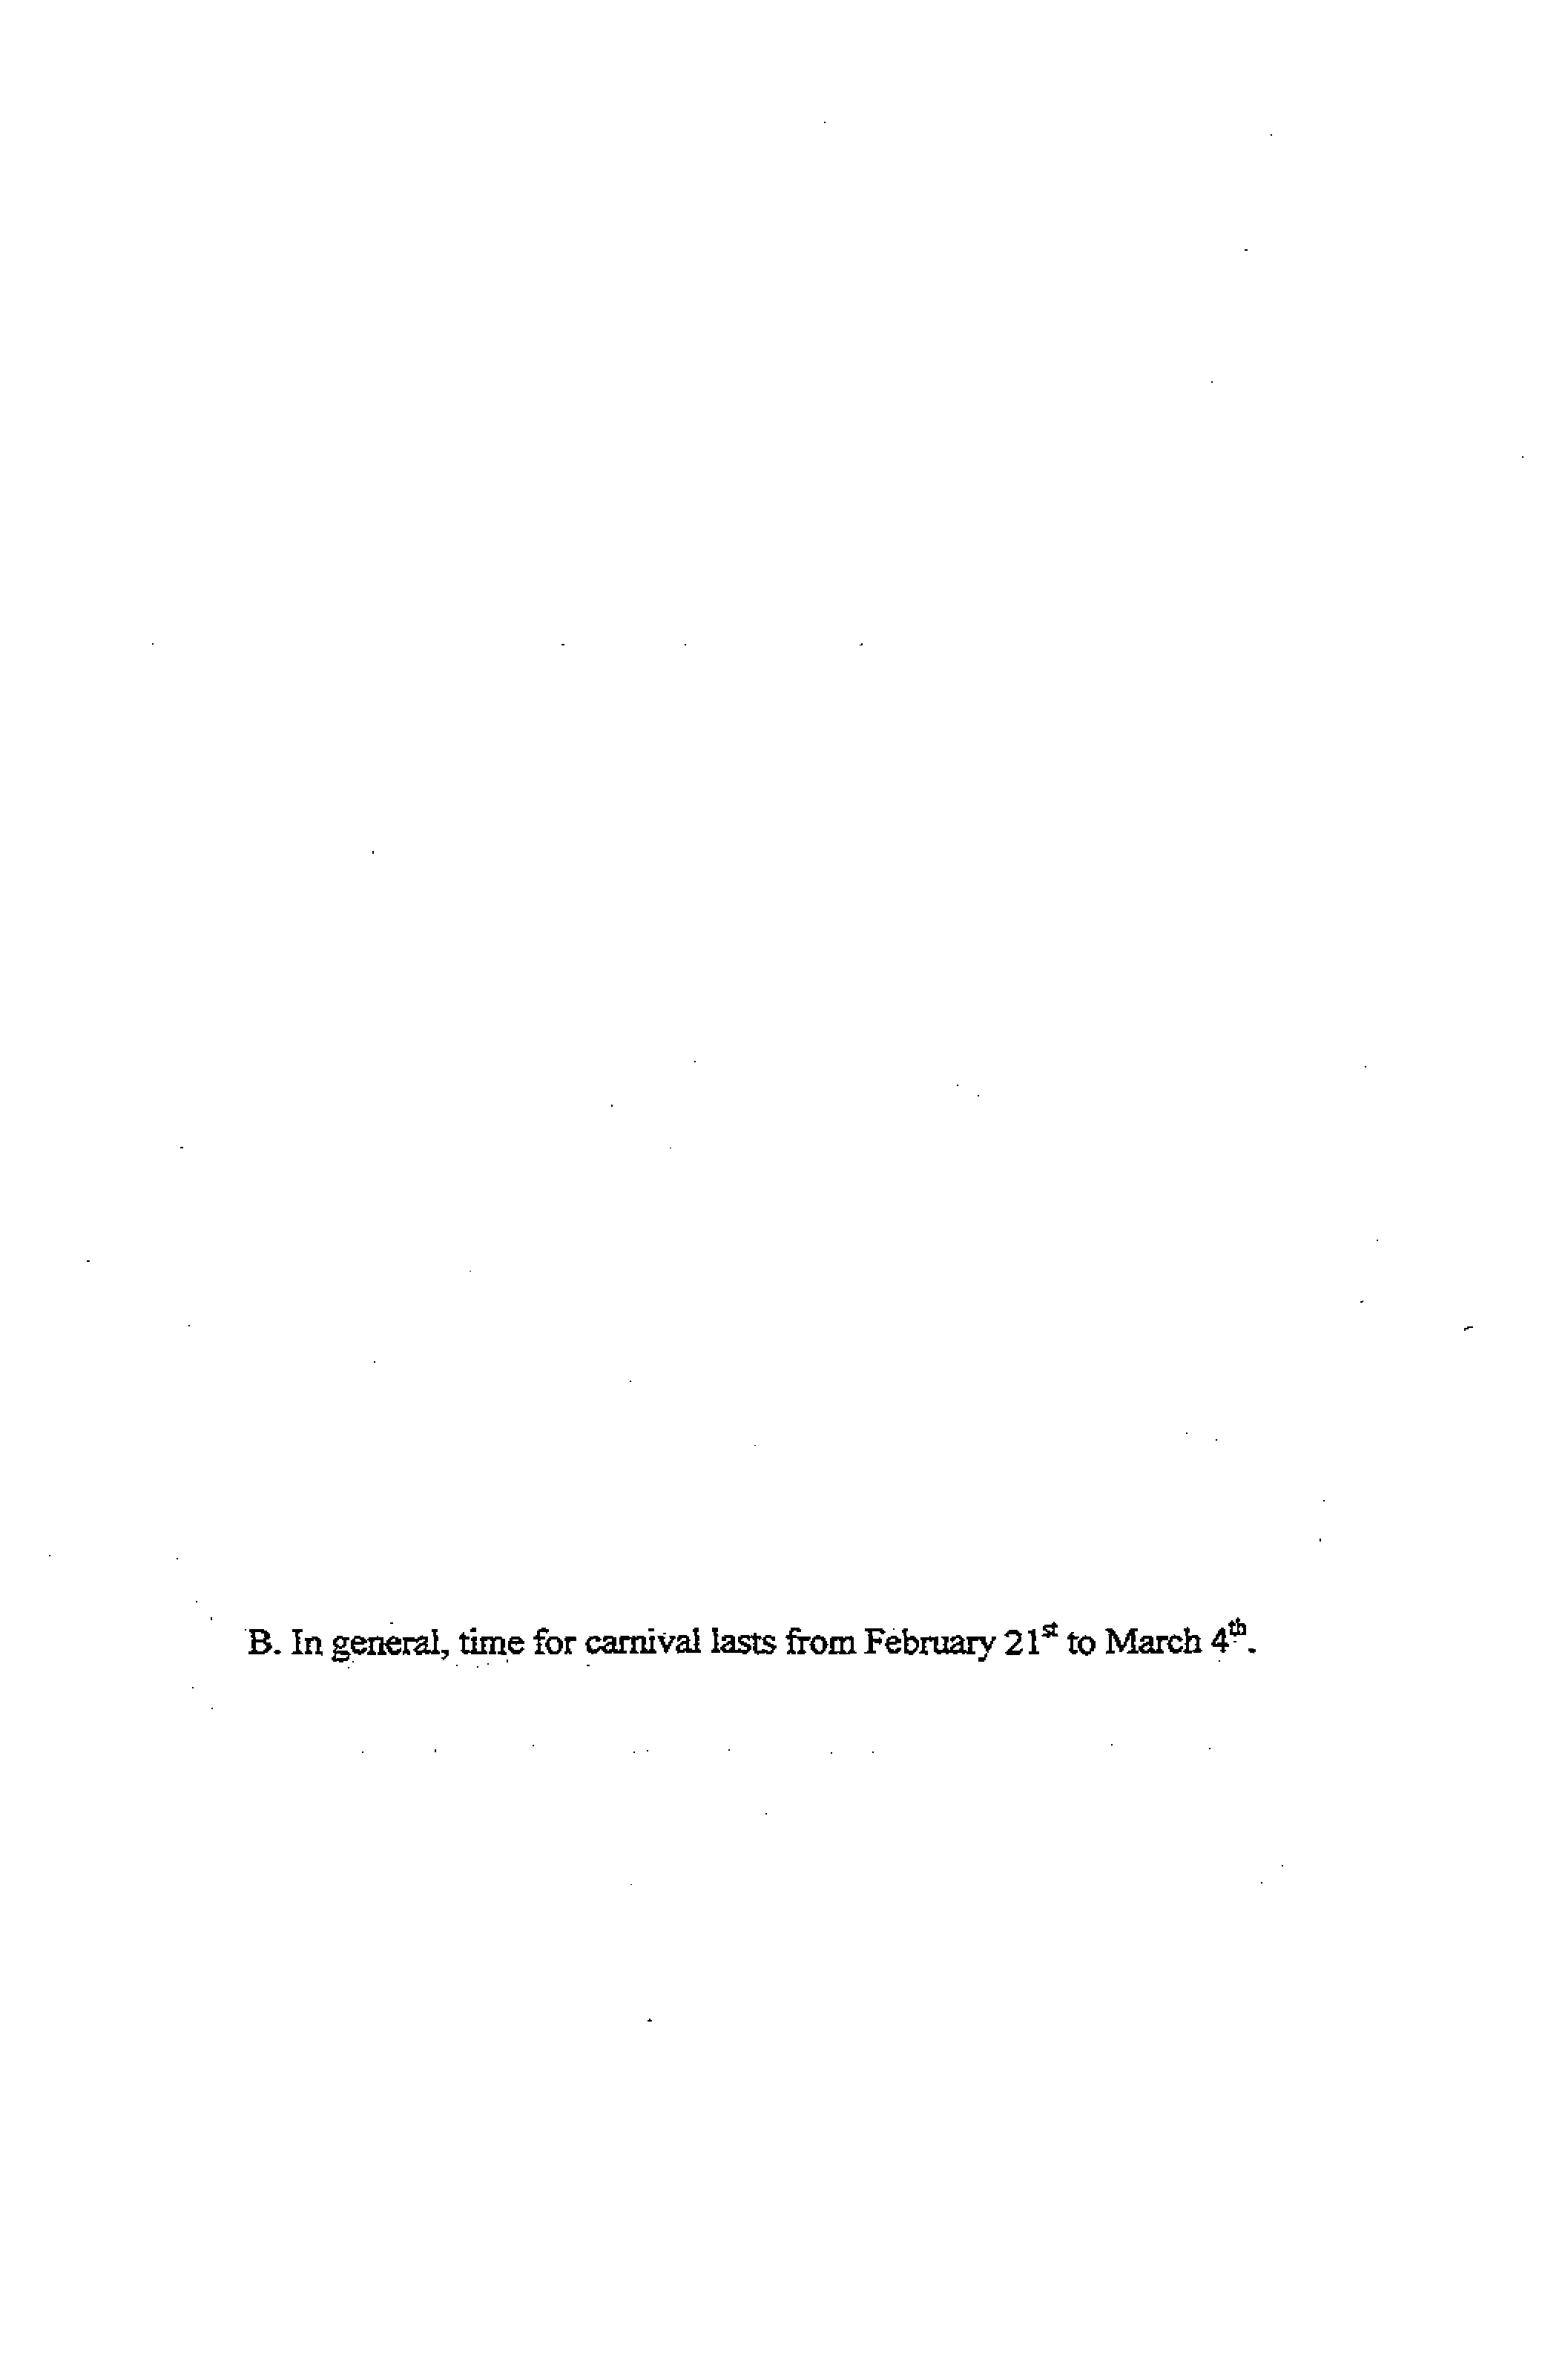 B. In general, time for carnival lasts from February 21st to March 4th.